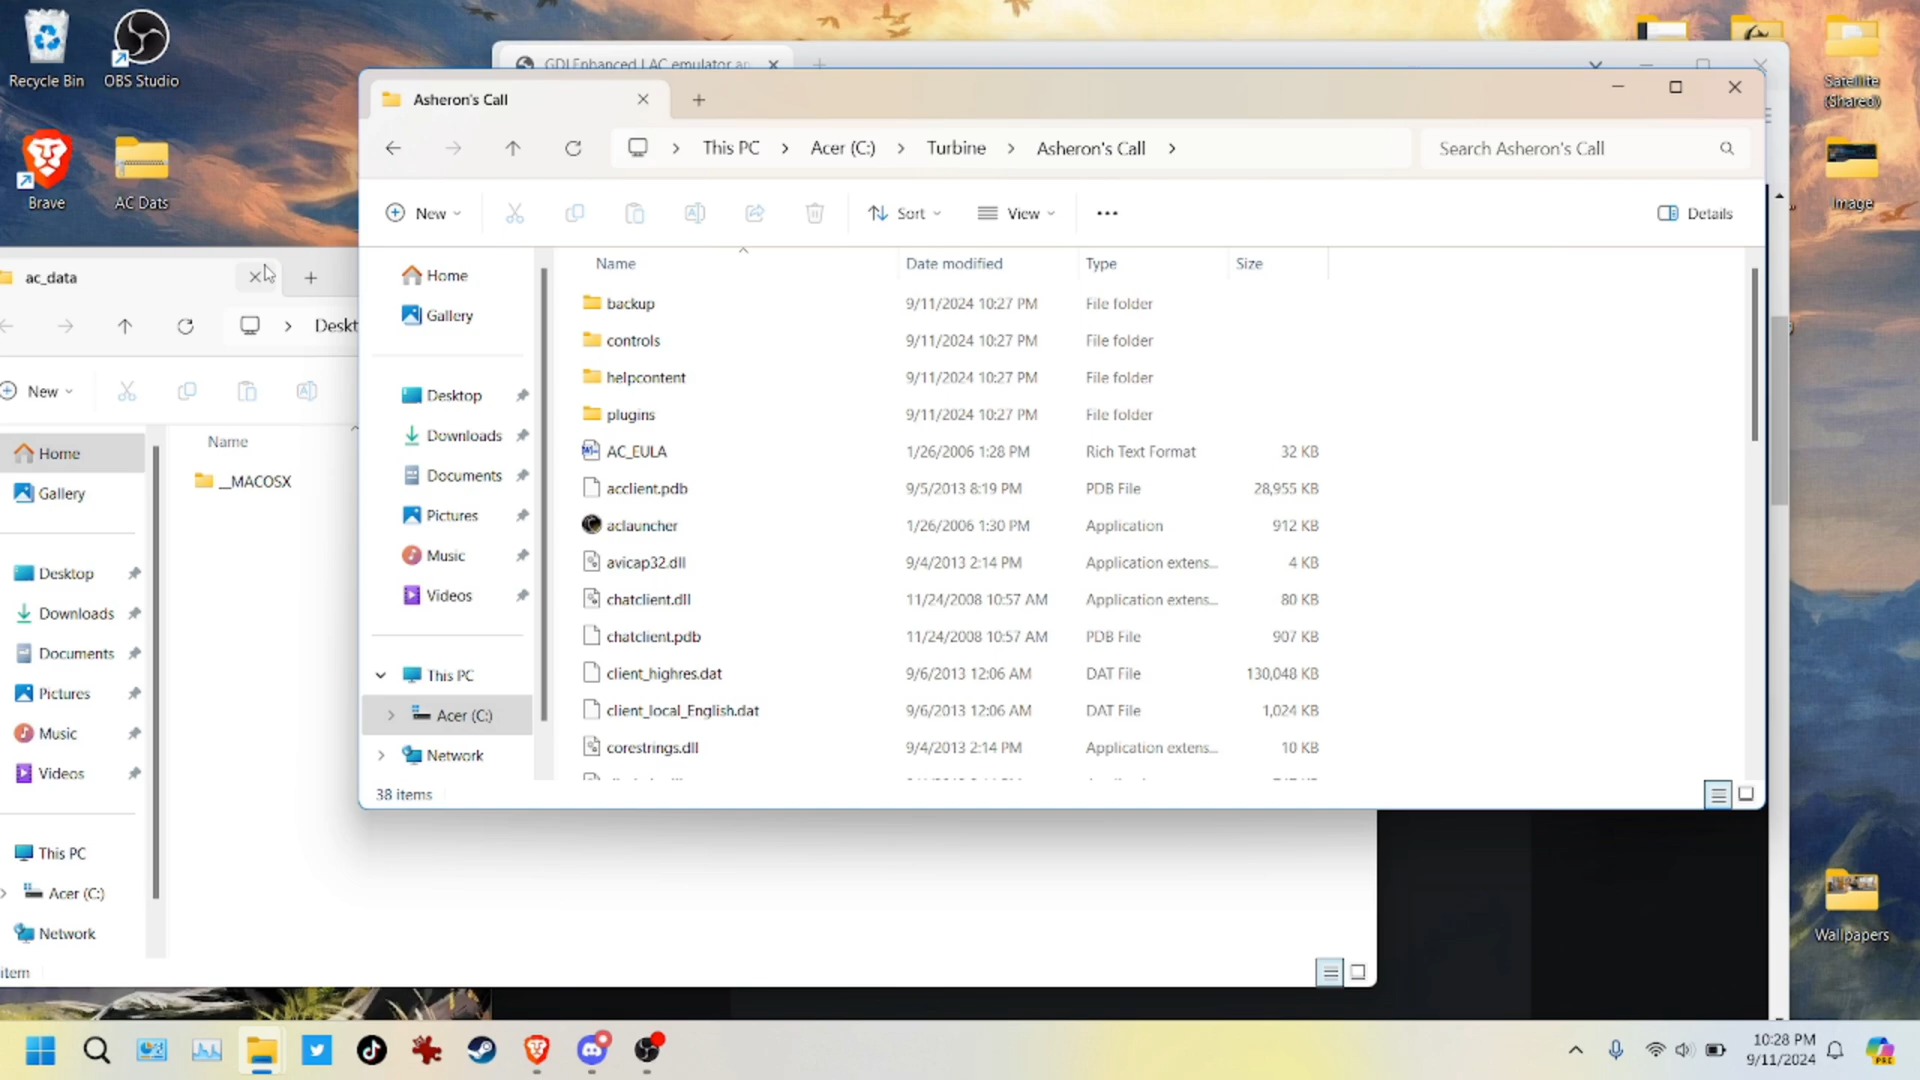 Recycle Bin
OBS Studio
Brave
AC Dats
GDLEnhanced | AC emulator an
Asheron's Call
This PC
Acer (C:)
Turbine
Asheron's Call
Search Asheron's Call
New
Sort
View
Details
Home
Gallery
Desktop
Downloads
Documents
Pictures
Music
Videos
This PC
Acer (C:)
Network
Name
Date modified
Type
Size
backup 9/11/2024 10:27 PM File folder
controls 9/11/2024 10:27 PM File folder
helpcontent 9/11/2024 10:27 PM File folder
plugins 9/11/2024 10:27 PM File folder
AC_EULA 1/26/2006 1:28 PM Rich Text Format 32 KB
acclient.pdb 9/5/2013 8:19 PM PDB File 28,955 KB
aclauncher 1/26/2006 1:30 PM Application 912 KB
avicap32.dll 9/4/2013 2:14 PM Application extens... 4 KB
chatclient.dll 11/24/2008 10:57 AM Application extens... 80 KB
chatclient.pdb 11/24/2008 10:57 AM PDB File 907 KB
client_highres.dat 9/6/2013 12:06 AM DAT File 130,048 KB
client_local_English.dat 9/6/2013 12:06 AM DAT File 1,024 KB
corestrings.dll 9/4/2013 2:14 PM Application extens... 10 KB
38 items
ac_data
Deskt
New
Name
__MACOSX
Home
Gallery
Desktop
Downloads
Documents
Pictures
Music
Videos
This PC
Acer (C:)
Network
item
Satellite
(Shared)
Image
Wallpapers
10:28 PM
9/11/2024
PRE